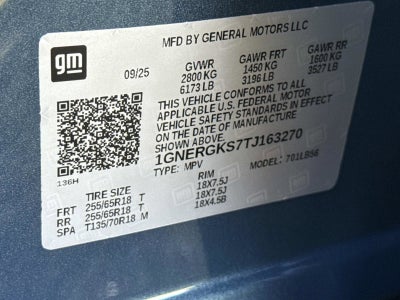 MFD BY GENERAL MOTORS LLC
gm
09/25
GVWR GAWR FRT GAWR RR
2800 KG 1450 KG 1600 KG
6173 LB 3196 LB 3527 LB
THIS VEHICLE CONFORMS TO ALL
APPLICABLE U.S. FEDERAL MOTOR
VEHICLE SAFETY STANDARDS IN EFFECT
ON THE DATE OF MANUFACTURE
SHOWN ABOVE.
1GNERGKS7TJ163270
136H
TYPE: MPV MODEL: 701LB56
TIRE SIZE RIM
FRT 255/65R18 T 18X7.5J
RR 255/65R18 T 18X7.5J
SPA T135/70R18 M 18X4.5B